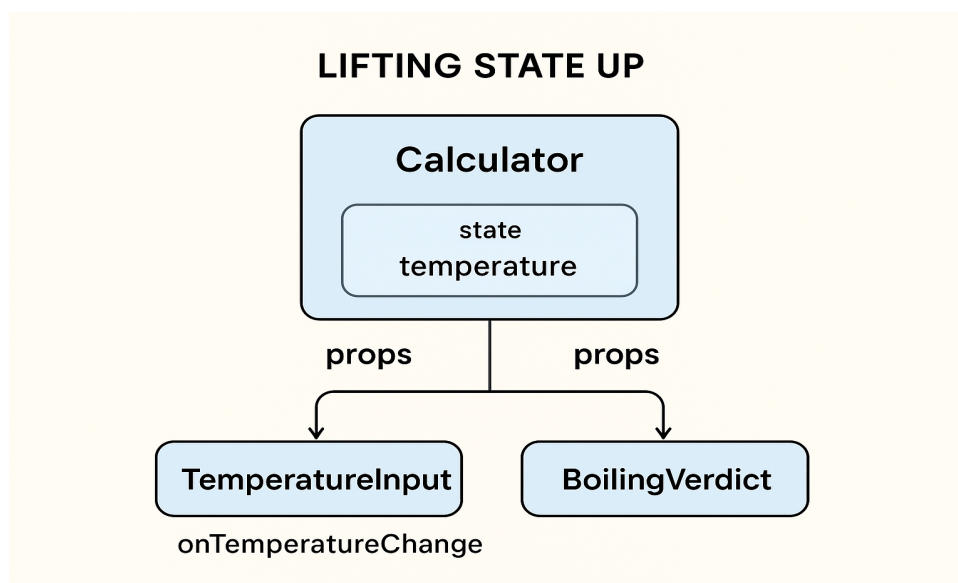 LIFTING STATE UP
Calculator
state
temperature
props
props
TemperatureInput
BoilingVerdict
onTemperatureChange